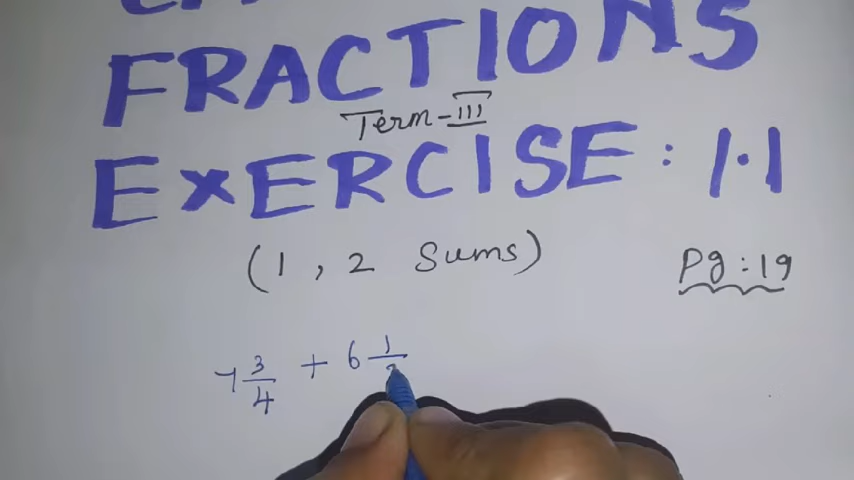 FRACTIONS
Term-III
EXERCISE: 1.1
(1, 2 Sums)
Pg:19
7 3/4 + 6 1/